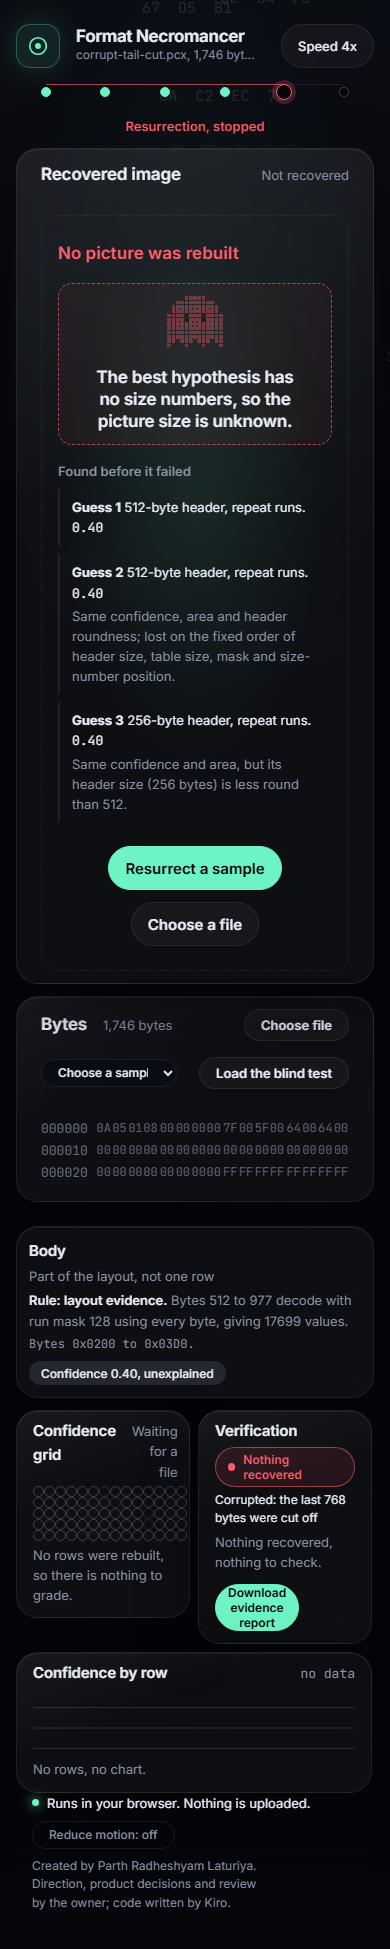 67 D5 B1
Format Necromancer
corrupt-tail-cut.pcx, 1,746 byt...
Speed 4x
C2 EC
Resurrection, stopped
Recovered image
Not recovered
No picture was rebuilt
The best hypothesis has
no size numbers, so the
picture size is unknown.
Found before it failed
Guess 1 512-byte header, repeat runs.
0.40
Guess 2 512-byte header, repeat runs.
0.40
Same confidence, area and header
roundness; lost on the fixed order of
header size, table size, mask and size-
number position.
Guess 3 256-byte header, repeat runs.
0.40
Same confidence and area, but its
header size (256 bytes) is less round
than 512.
Resurrect a sample
Choose a file
Bytes 1,746 bytes
Choose file
Choose a sampl
Load the blind test
000000 0A 05 01 08 00 00 00 00 7F 00 5F 00 64 00 64 00
000010 00 00 00 00 00 00 00 00 00 00 00 00 00 00 00 00
000020 00 00 00 00 00 00 00 00 FF FF FF FF FF FF FF FF
Body
Part of the layout, not one row
Rule: layout evidence. Bytes 512 to 977 decode with
run mask 128 using every byte, giving 17699 values.
Bytes 0x0200 to 0x03D0.
Confidence 0.40, unexplained
Confidence
grid
Waiting
for a
file
No rows were rebuilt,
so there is nothing to
grade.
Verification
Nothing
recovered
Corrupted: the last 768
bytes were cut off
Nothing recovered,
nothing to check.
Download
evidence
report
Confidence by row
no data
No rows, no chart.
Runs in your browser. Nothing is uploaded.
Reduce motion: off
Created by Parth Radheshyam Laturiya.
Direction, product decisions and review
by the owner; code written by Kiro.